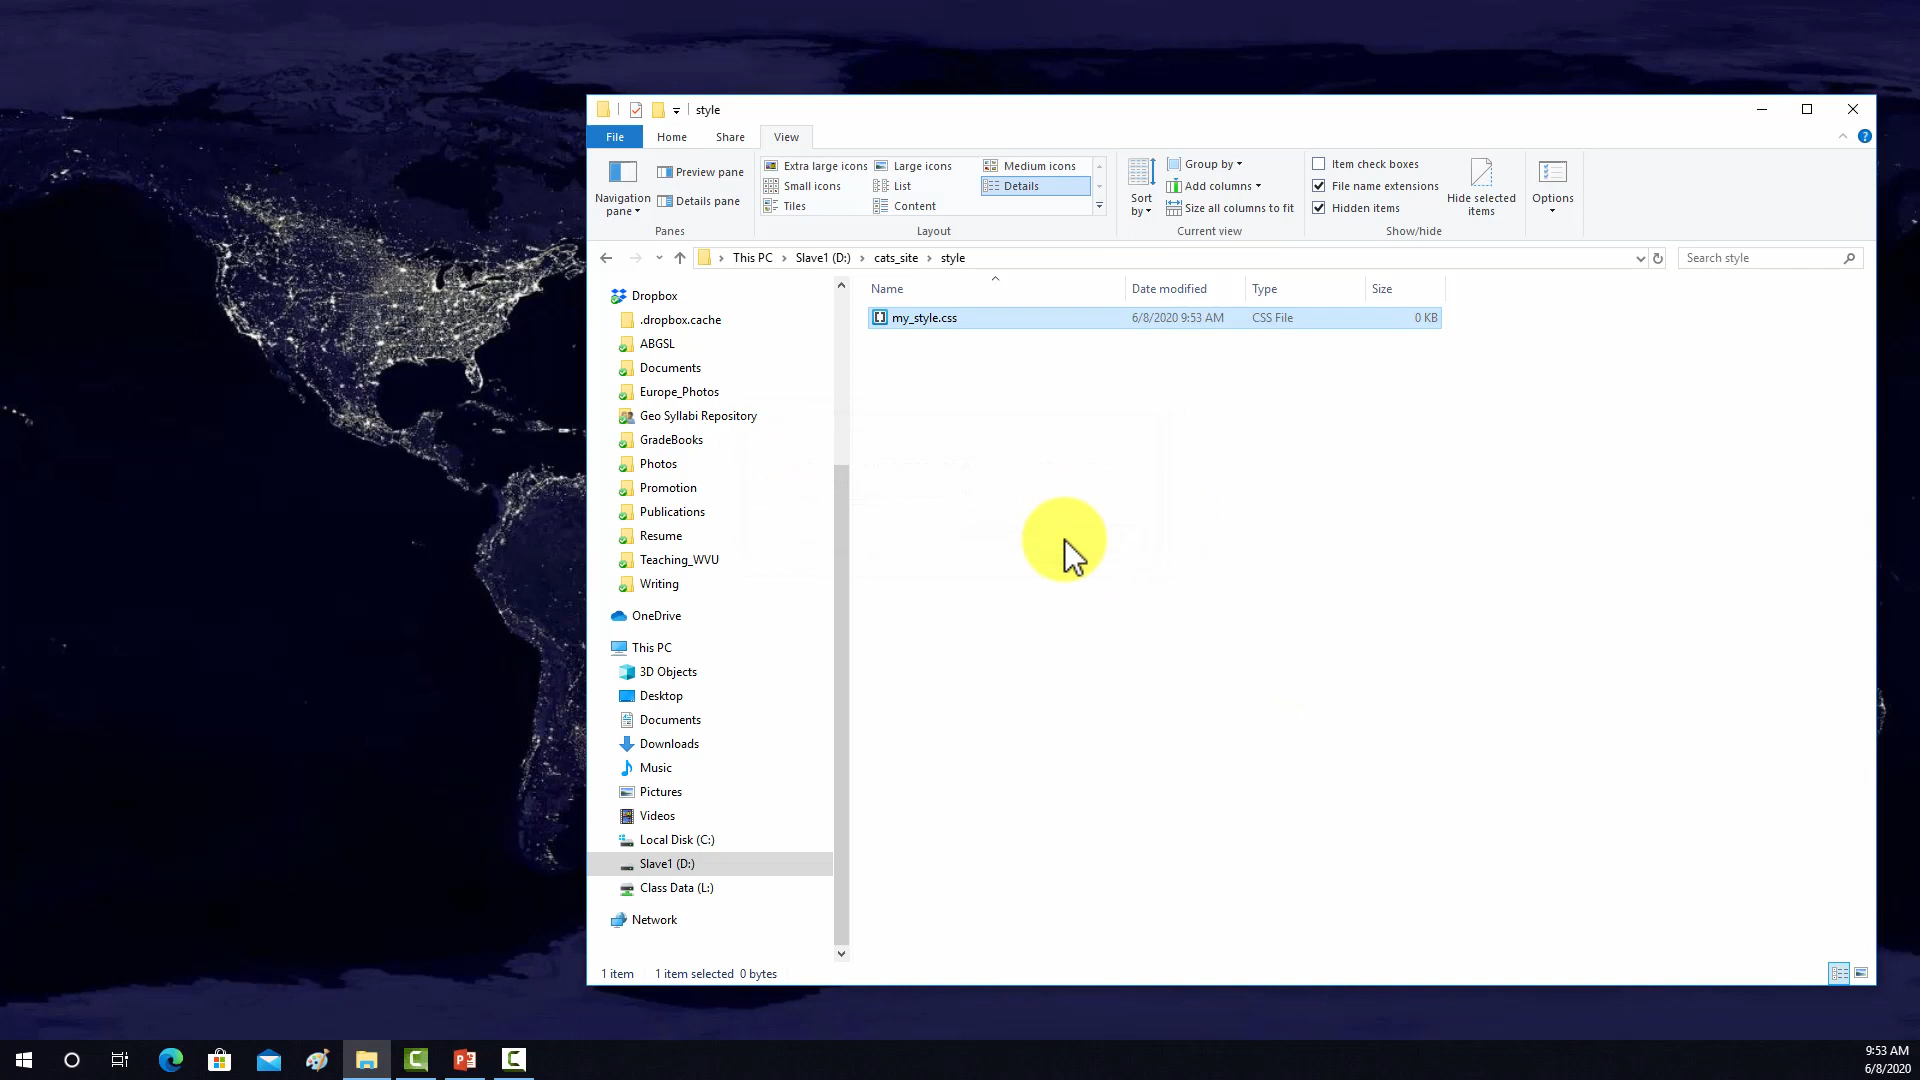 style
File Home Share View
Navigation pane
Preview pane
Details pane
Panes
Extra large icons Large icons Medium icons
Small icons List Details
Tiles Content
Layout
Sort by
Group by
Add columns
Size all columns to fit
Current view
Item check boxes
File name extensions
Hidden items
Hide selected items
Show/hide
Options
This PC Slave1 (D:) cats_site style
Search style
Name Date modified Type Size
my_style.css 6/8/2020 9:53 AM CSS File 0 KB
Dropbox
.dropbox.cache
ABGSL
Documents
Europe_Photos
Geo Syllabi Repository
GradeBooks
Photos
Promotion
Publications
Resume
Teaching_WVU
Writing
OneDrive
This PC
3D Objects
Desktop
Documents
Downloads
Music
Pictures
Videos
Local Disk (C:)
Slave1 (D:)
Class Data (L:)
Network
1 item 1 item selected 0 bytes
9:53 AM
6/8/2020